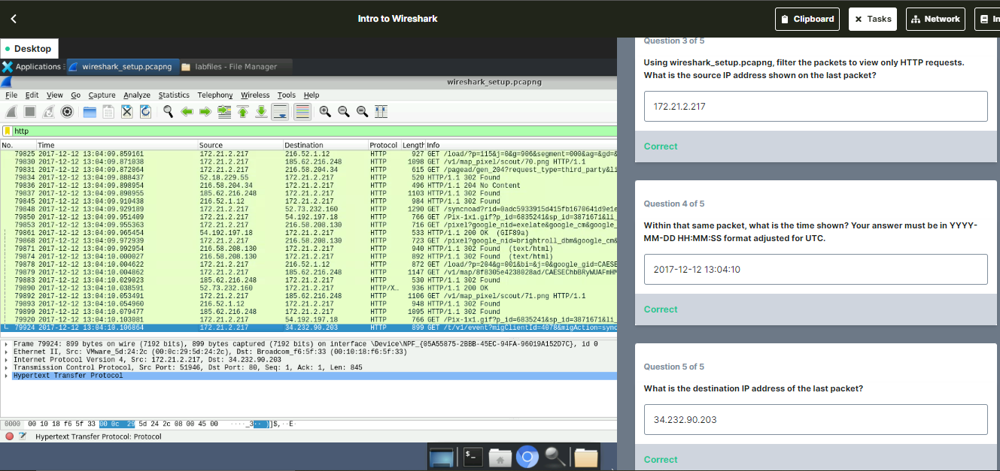 Intro to Wireshark
Clipboard
Tasks
Network
In
Desktop
Applications
wireshark_setup.pcapng
labfiles - File Manager
wireshark_setup.pcapng
File Edit View Go Capture Analyze Statistics Telephony Wireless Tools Help
http
No. Time Source Destination Protocol Length Info
79825 2017-12-12 13:04:09.859161 172.21.2.217 216.52.1.12 HTTP 927 GET /load/?p=115&j=0&g=906&segment=000&ag=&gd=&
79830 2017-12-12 13:04:09.871038 172.21.2.217 185.62.216.248 HTTP 1098 GET /v1/map_pixel/scout/70.png HTTP/1.1
79831 2017-12-12 13:04:09.872064 172.21.2.217 216.58.204.34 HTTP 615 GET /pagead/gen_204?request_type=third_party&li
79834 2017-12-12 13:04:09.888437 52.18.229.55 172.21.2.217 HTTP 520 HTTP/1.1 302 Found
79836 2017-12-12 13:04:09.898954 216.58.204.34 172.21.2.217 HTTP 496 HTTP/1.1 204 No Content
79837 2017-12-12 13:04:09.898955 185.62.216.248 172.21.2.217 HTTP 1103 HTTP/1.1 302 Found
79845 2017-12-12 13:04:09.910438 216.52.1.12 172.21.2.217 HTTP 984 HTTP/1.1 302 Found
79848 2017-12-12 13:04:09.929189 172.21.2.217 52.73.232.160 HTTP 1290 GET /syncnoad?rid=0adc5933915d415fb1670641d9e1e
79850 2017-12-12 13:04:09.951409 172.21.2.217 54.192.197.18 HTTP 766 GET /Pix-1x1.gif?p_id=6835241&sp_id=3871671&li_
79853 2017-12-12 13:04:09.955363 172.21.2.217 216.58.208.130 HTTP 716 GET /pixel?google_nid=exelate&google_cm&google_
79861 2017-12-12 13:04:09.965454 54.192.197.18 172.21.2.217 HTTP 533 HTTP/1.1 200 OK (GIF89a)
79868 2017-12-12 13:04:09.972939 172.21.2.217 216.58.208.130 HTTP 723 GET /pixel?google_nid=brightroll_dbm&google_cm&
79871 2017-12-12 13:04:09.992954 216.58.208.130 172.21.2.217 HTTP 940 HTTP/1.1 302 Found (text/html)
79874 2017-12-12 13:04:10.000027 216.58.208.130 172.21.2.217 HTTP 892 HTTP/1.1 302 Found (text/html)
79878 2017-12-12 13:04:10.004622 172.21.2.217 216.52.1.12 HTTP 872 GET /load/?p=204&g=001&bi=&j=0&google_gid=CAESE
79879 2017-12-12 13:04:10.004862 172.21.2.217 185.62.216.248 HTTP 1147 GET /v1/map/8f8305e4238028ad/CAESEChbBRyWUAFmHM
79883 2017-12-12 13:04:10.029023 185.62.216.248 172.21.2.217 HTTP 530 HTTP/1.1 302 Found
79890 2017-12-12 13:04:10.038591 52.73.232.160 172.21.2.217 HTTP/X… 936 HTTP/1.1 200 OK
79892 2017-12-12 13:04:10.053491 172.21.2.217 185.62.216.248 HTTP 1106 GET /v1/map_pixel/scout/71.png HTTP/1.1
79893 2017-12-12 13:04:10.054960 216.52.1.12 172.21.2.217 HTTP 948 HTTP/1.1 302 Found
79899 2017-12-12 13:04:10.079477 185.62.216.248 172.21.2.217 HTTP 1095 HTTP/1.1 302 Found
79920 2017-12-12 13:04:10.103081 172.21.2.217 54.192.197.18 HTTP 766 GET /Pix-1x1.gif?p_id=6835241&sp_id=3871671&li_
79924 2017-12-12 13:04:10.106864 172.21.2.217 34.232.90.203 HTTP 899 GET /t/v1/event?migClientId=4078&migAction=sync
Frame 79924: 899 bytes on wire (7192 bits), 899 bytes captured (7192 bits) on interface \Device\NPF_{05A55875-2BBB-45EC-94FA-96019A152D7C}, id 0
Ethernet II, Src: VMware_5d:24:2c (00:0c:29:5d:24:2c), Dst: Broadcom_f6:5f:33 (00:10:18:f6:5f:33)
Internet Protocol Version 4, Src: 172.21.2.217, Dst: 34.232.90.203
Transmission Control Protocol, Src Port: 51946, Dst Port: 80, Seq: 1, Ack: 1, Len: 845
Hypertext Transfer Protocol
0000 00 10 18 f6 5f 33 00 0c 29 5d 24 2c 08 00 45 00 ····_3·· )]$,··E·
Hypertext Transfer Protocol: Protocol
Question 3 of 5
Using wireshark_setup.pcapng, filter the packets to view only HTTP requests.
What is the source IP address shown on the last packet?
172.21.2.217
Correct
Question 4 of 5
Within that same packet, what is the time shown? Your answer must be in YYYY-
MM-DD HH:MM:SS format adjusted for UTC.
2017-12-12 13:04:10
Correct
Question 5 of 5
What is the destination IP address of the last packet?
34.232.90.203
Correct